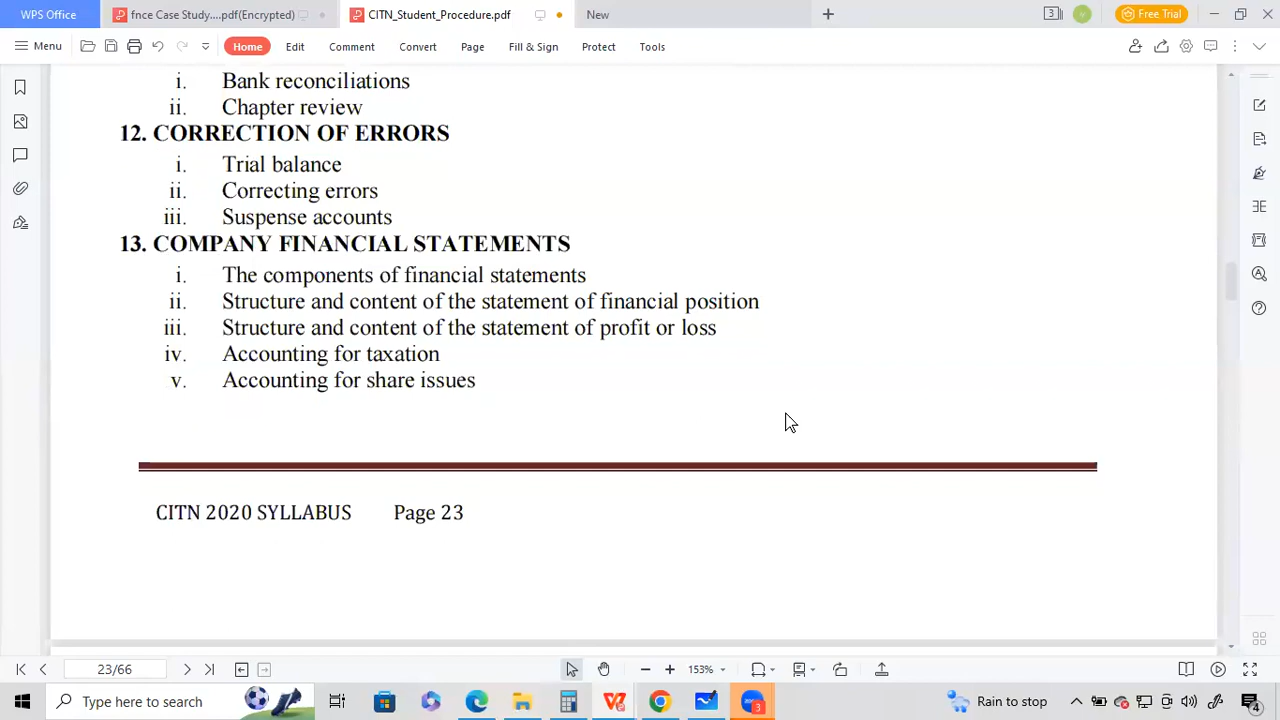 WPS Office
fnce Case Study....pdf(Encrypted)
CITN_Student_Procedure.pdf
New
Free Trial
Menu
Home
Edit
Comment
Convert
Page
Fill & Sign
Protect
Tools
i. Bank reconciliations
ii. Chapter review
12. CORRECTION OF ERRORS
i. Trial balance
ii. Correcting errors
iii. Suspense accounts
13. COMPANY FINANCIAL STATEMENTS
i. The components of financial statements
ii. Structure and content of the statement of financial position
iii. Structure and content of the statement of profit or loss
iv. Accounting for taxation
v. Accounting for share issues
CITN 2020 SYLLABUS Page 23
23/66
153%
Type here to search
3
Rain to stop
4